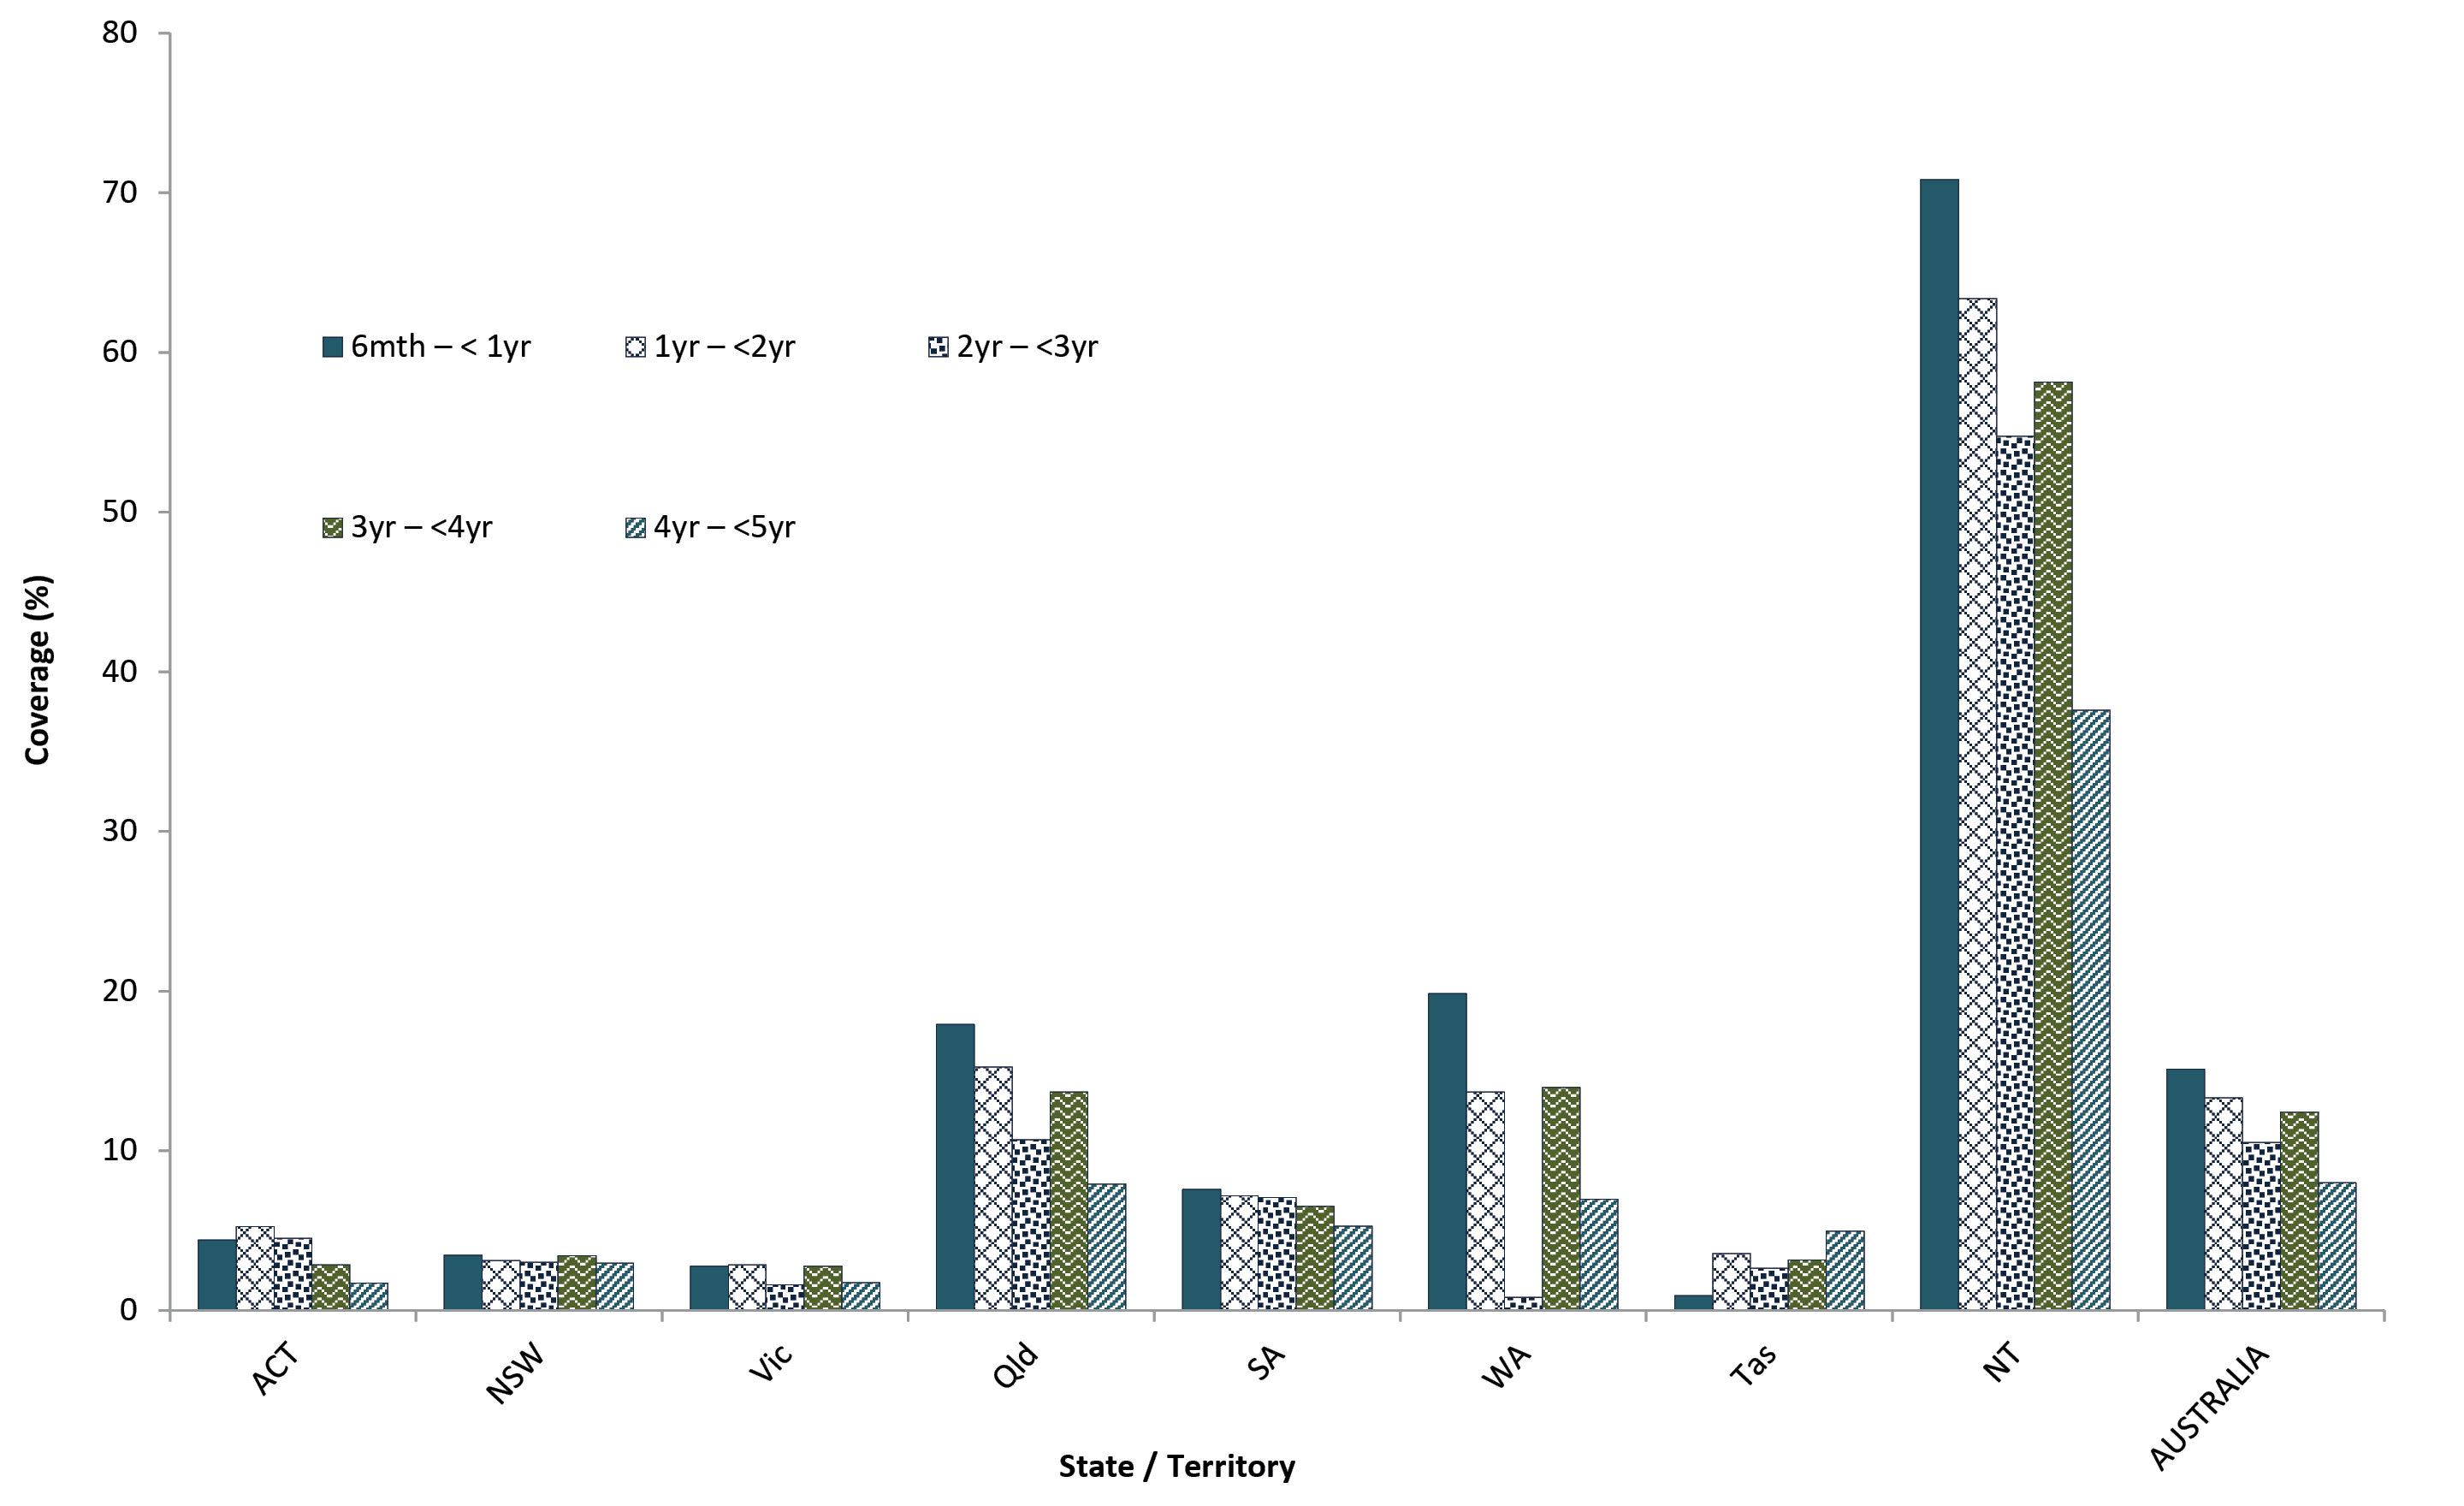 80
70
60
50
40
30
20
10
0
Coverage (%)
6mth – < 1yr
1yr – <2yr
2yr – <3yr
3yr – <4yr
4yr – <5yr
ACT
NSW
Vic
Qld
SA
WA
Tas
NT
AUSTRALIA
State / Territory